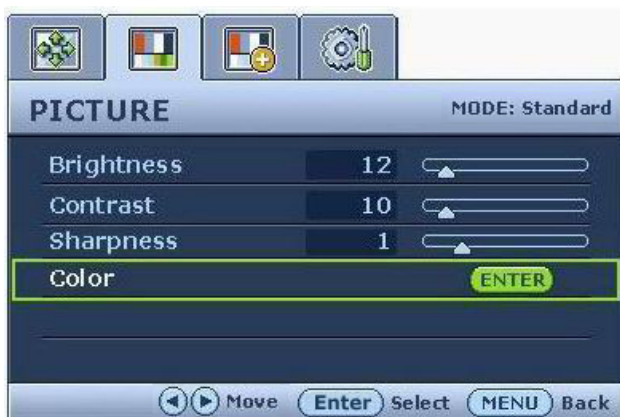 PICTURE MODE: Standard
Brightness 12
Contrast 10
Sharpness 1
Color ENTER
Move Enter Select MENU Back